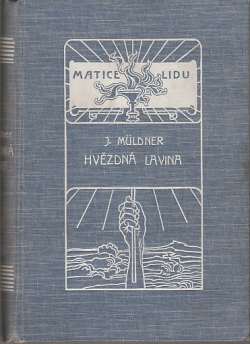 MATICE LIDU
J. MÜLDNER
HVĚZDNÁ LAVINA